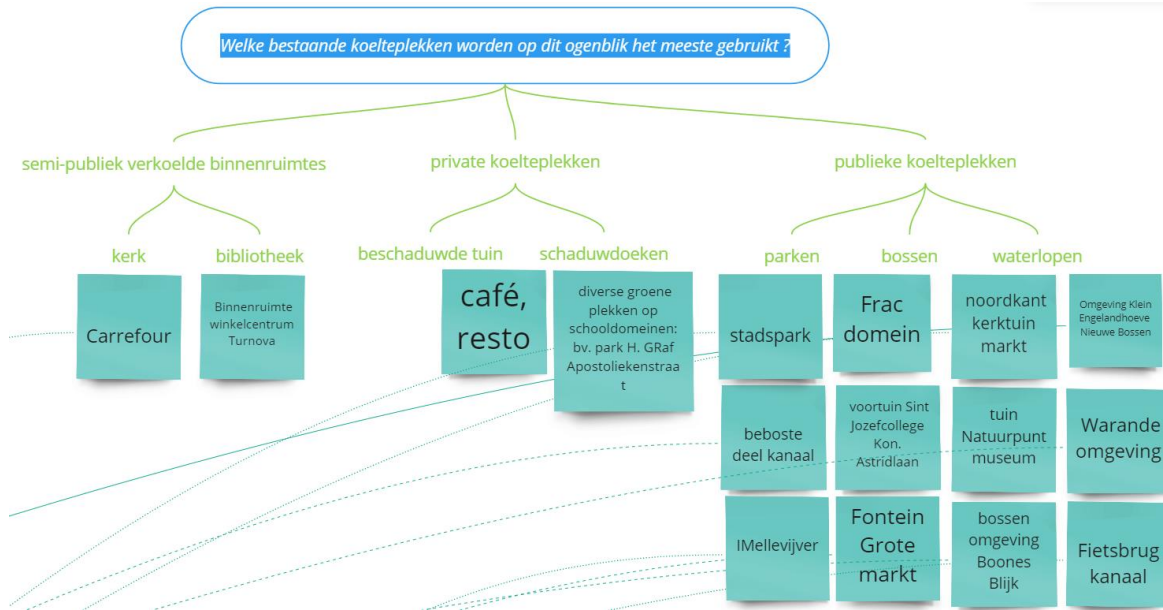 Welke bestaande koelteplekken worden op dit ogenblik het meeste gebruikt ?
semi-publiek verkoelde binnenruimtes
private koelteplekken
publieke koelteplekken
kerk
bibliotheek
beschaduwde tuin
schaduwdoeken
parken
bossen
waterlopen
Carrefour
Binnenruimte
winkelcentrum
Turnova
café,
resto
diverse groene
plekken op
schooldomeinen:
bv. park H. GRaf
Apostoliekenstraa
t
stadspark
Frac
domein
noordkant
kerktuin
markt
Omgeving Klein
Engelandhoeve
Nieuwe Bossen
beboste
deel kanaal
voortuin Sint
Jozefcollege
Kon.
Astridlaan
tuin
Natuurpunt
museum
Warande
omgeving
IMellevijver
Fontein
Grote
markt
bossen
omgeving
Boones
Blijk
Fietsbrug
kanaal